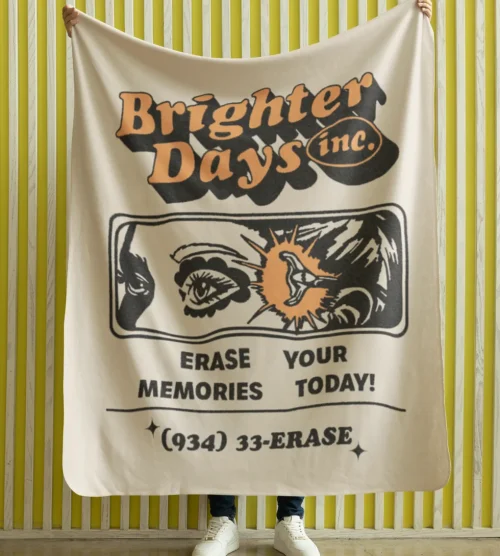 Brighter
Days inc.
ERASE YOUR
MEMORIES TODAY!
(934) 33-ERASE